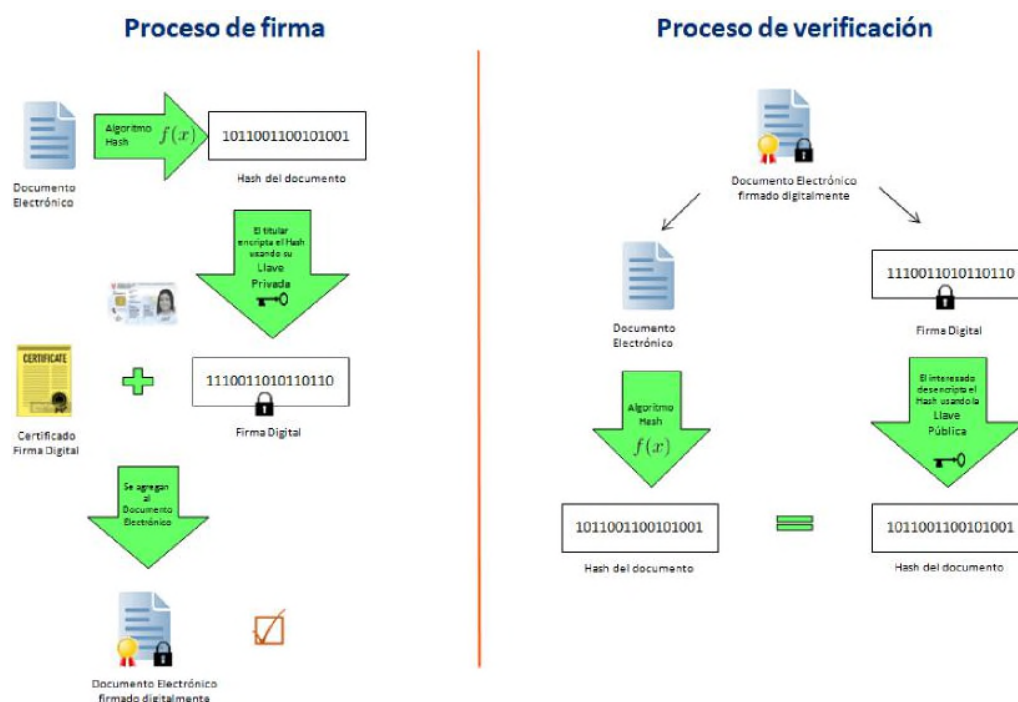 Proceso de firma
Algoritmo
Hash
f(x)
1011001100101001
Documento
Electrónico
Hash del documento
El titular
encripta el Hash
usando su
Llave
Privada
CERTIFICATE
1110011010110110
Certificado
Firma Digital
Firma Digital
Se agregan
al
Documento
Electrónico
Documento Electrónico
firmado digitalmente
Proceso de verificación
Documento Electrónico
firmado digitalmente
1110011010110110
Documento
Electrónico
Firma Digital
Algoritmo
Hash
f(x)
El interesado
desencripta el
Hash usando la
Llave
Pública
1011001100101001
1011001100101001
Hash del documento
Hash del documento